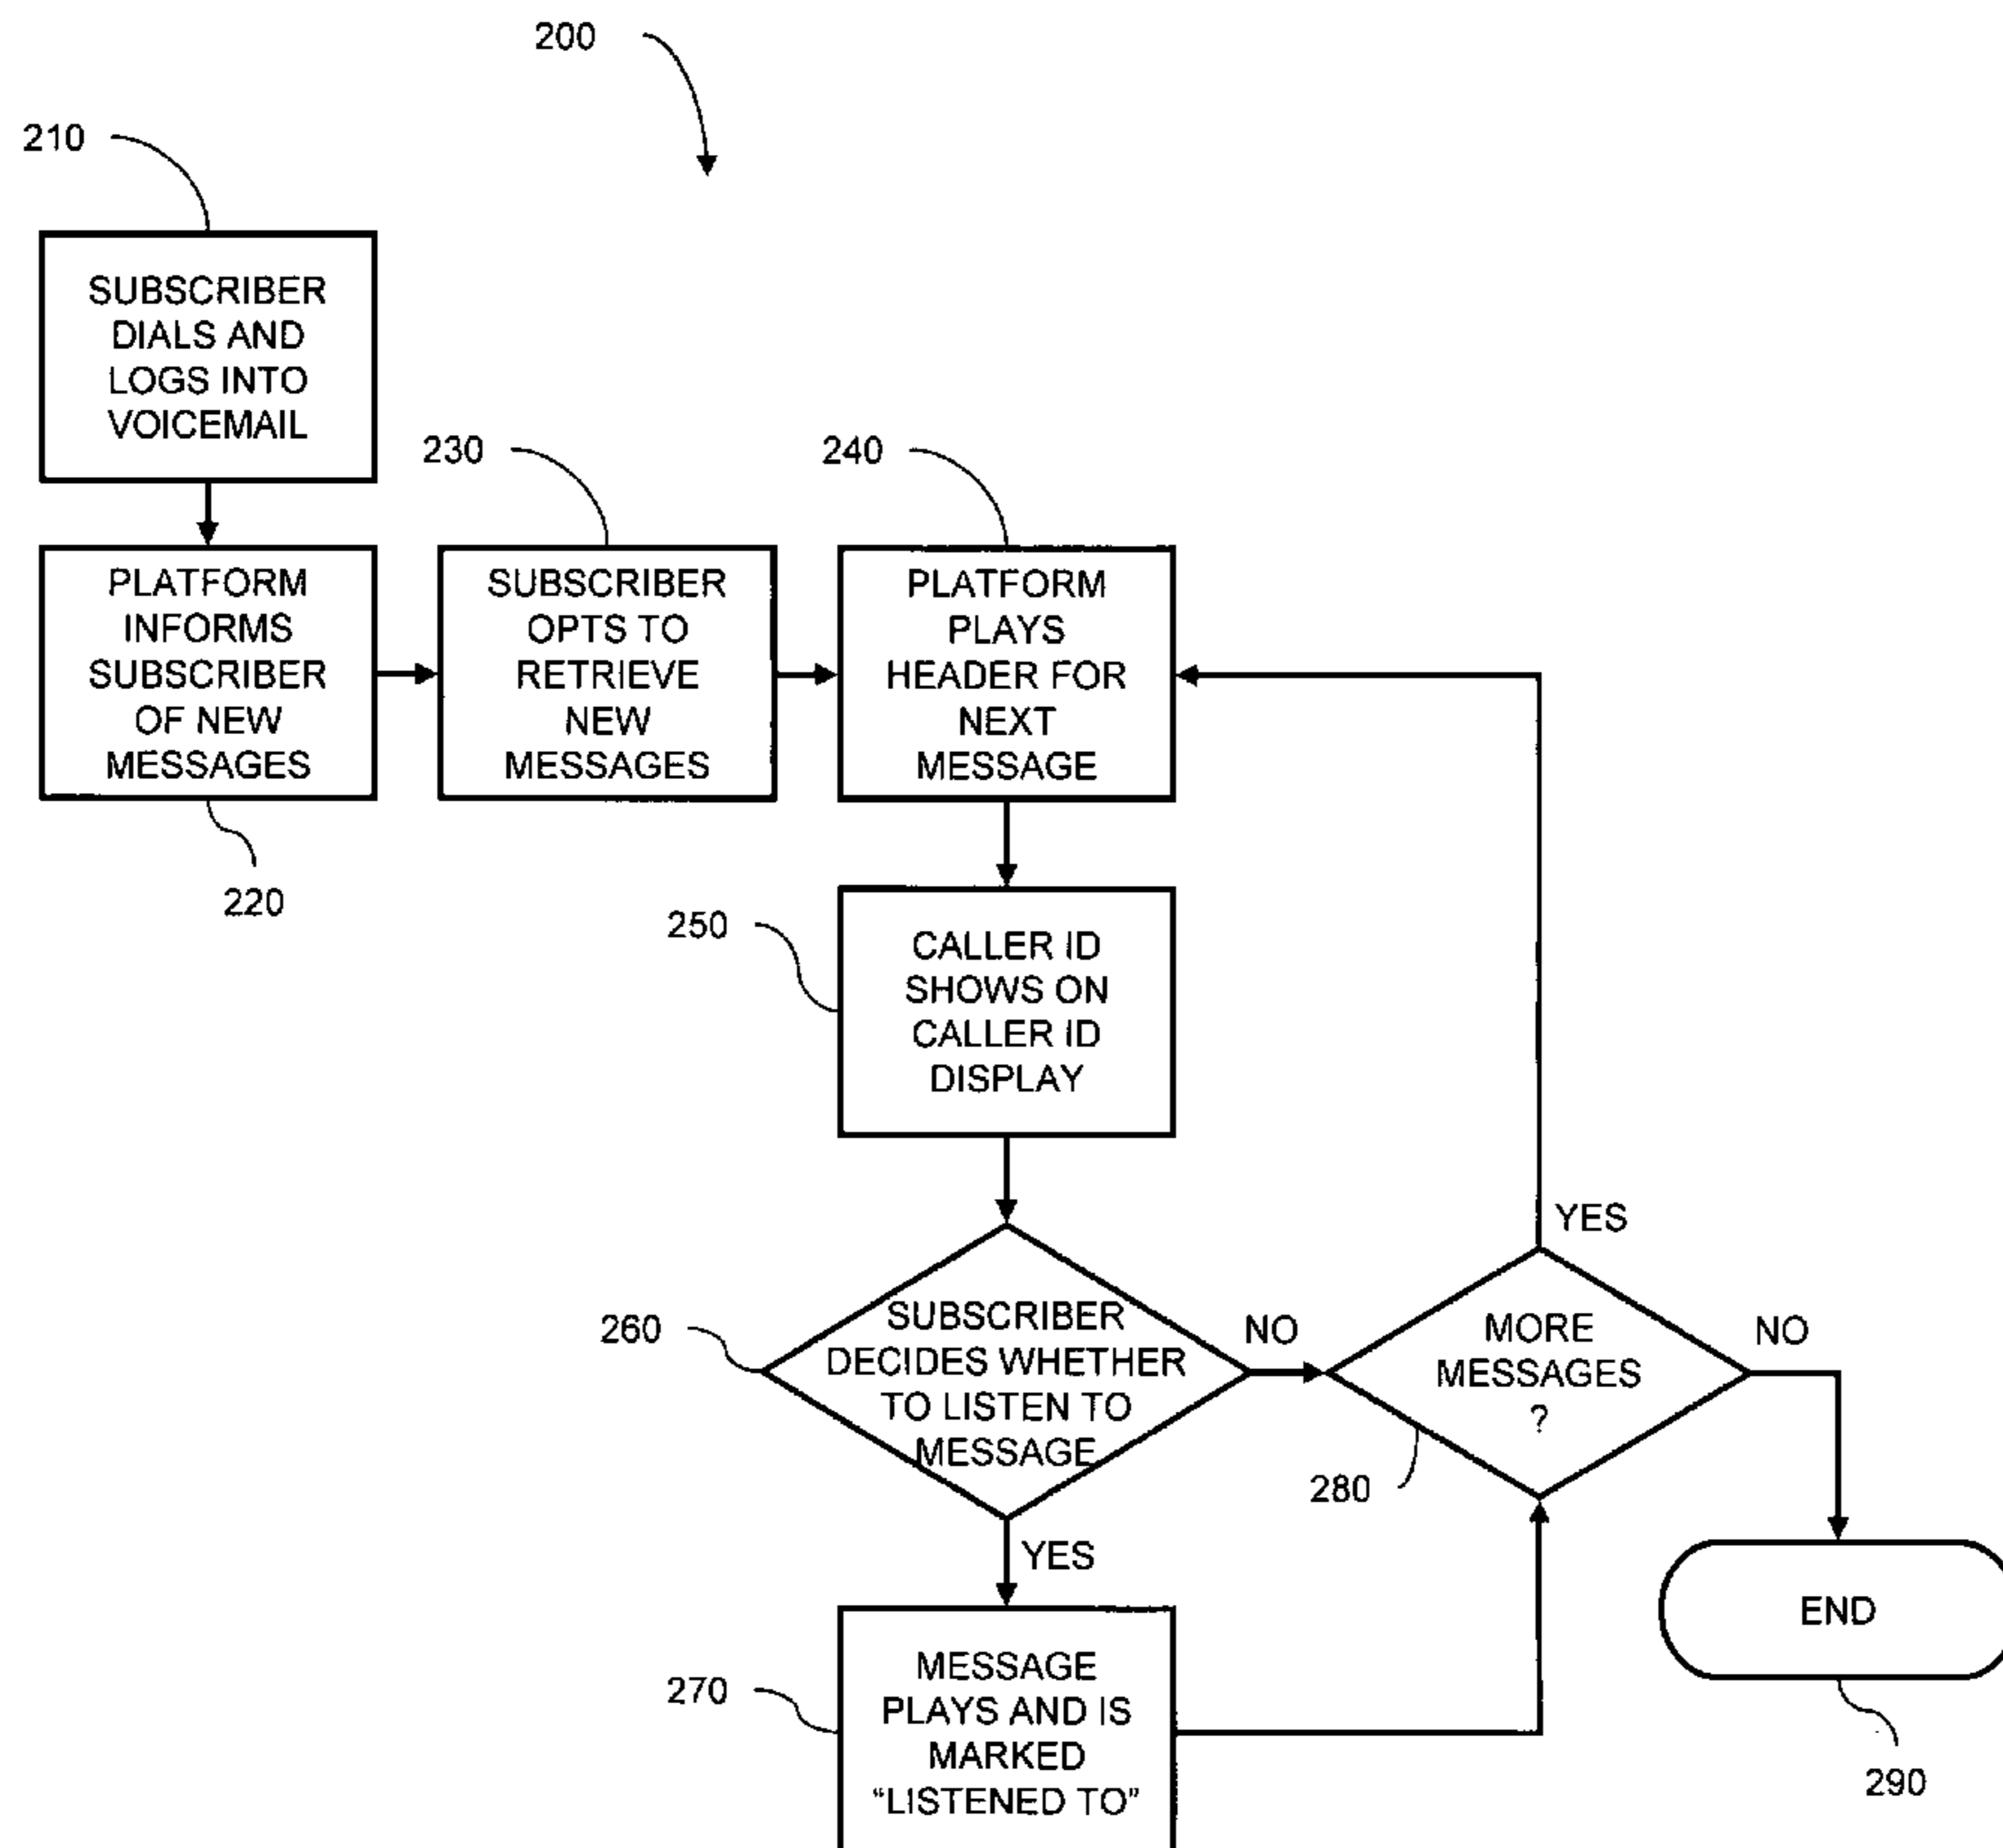 200
210
SUBSCRIBER
DIALS AND
LOGS INTO
VOICEMAIL
230
240
PLATFORM
INFORMS
SUBSCRIBER
OF NEW
MESSAGES
SUBSCRIBER
OPTS TO
RETRIEVE
NEW
MESSAGES
PLATFORM
PLAYS
HEADER FOR
NEXT
MESSAGE
220
250
CALLER ID
SHOWS ON
CALLER ID
DISPLAY
YES
260
SUBSCRIBER
DECIDES WHETHER
TO LISTEN TO
MESSAGE
NO
MORE
MESSAGES
?
NO
280
YES
END
270
MESSAGE
PLAYS AND IS
MARKED
“LISTENED TO”
290